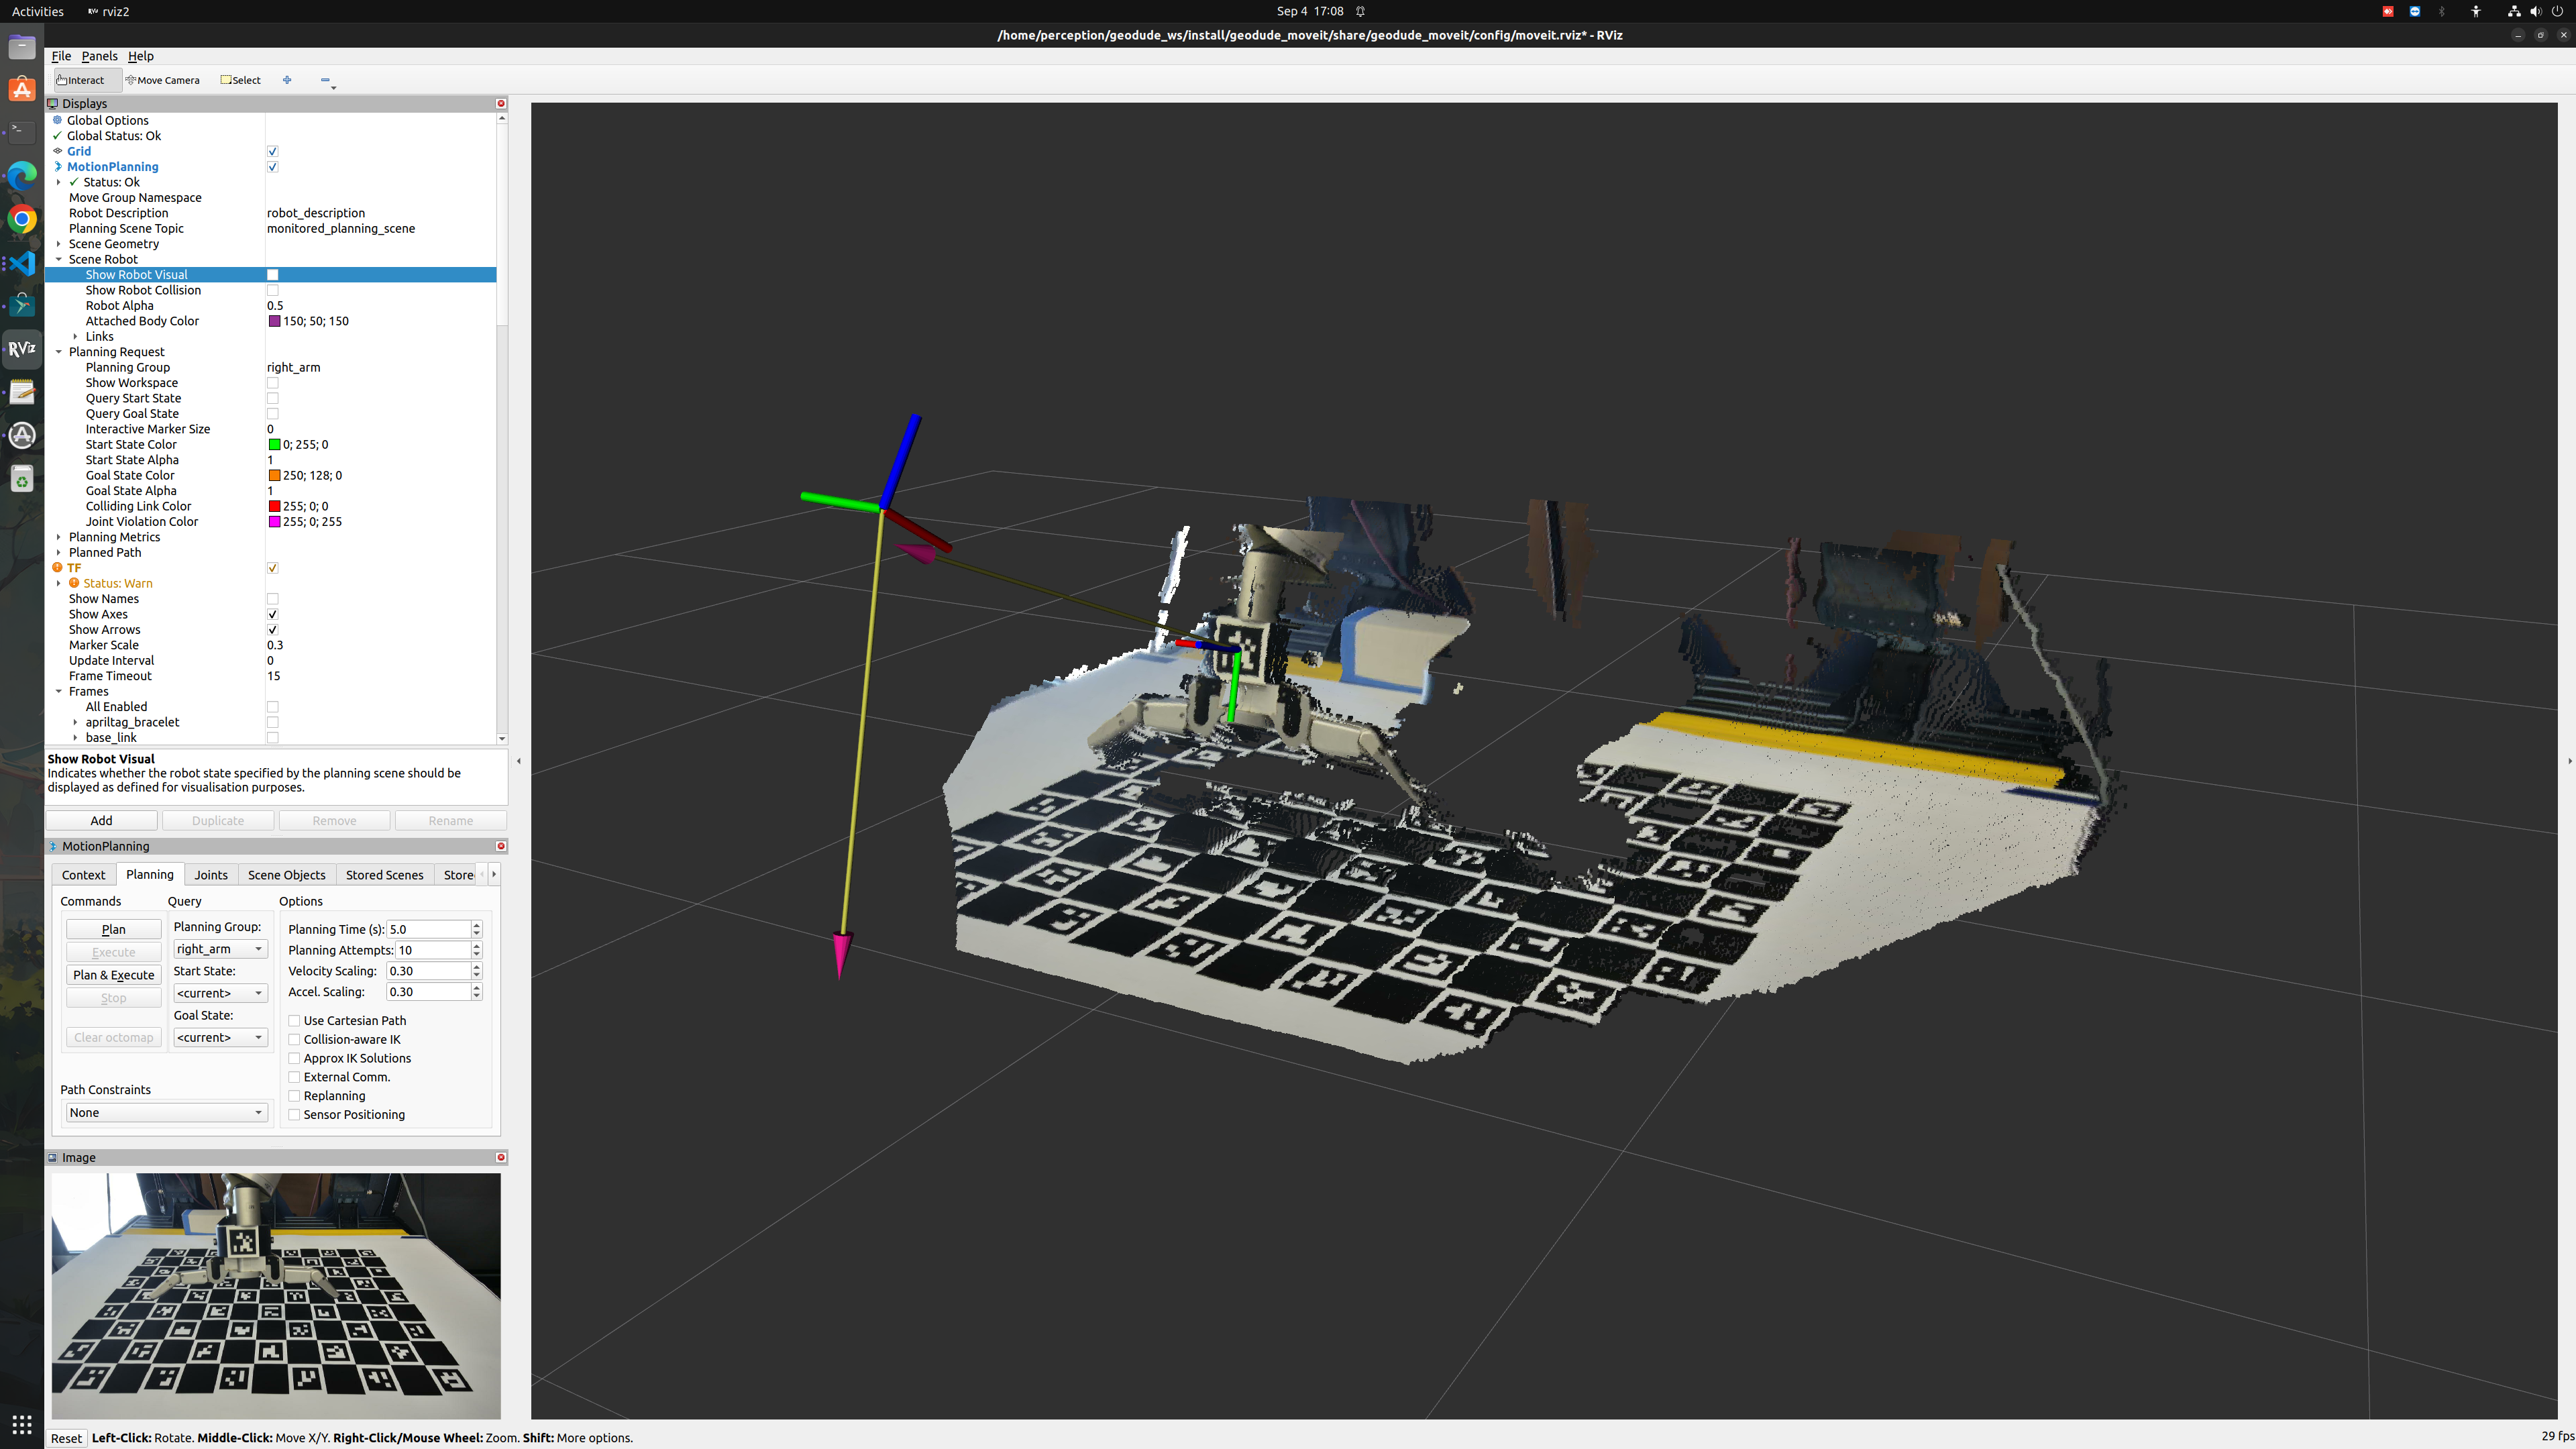 Activities rviz2 Sep 4 17:08
/home/perception/geodude_ws/install/geodude_moveit/share/geodude_moveit/config/moveit.rviz* - RViz
File Panels Help
Interact Move Camera Select
Displays
Global Options
Global Status: Ok
Grid
MotionPlanning
Status: Ok
Move Group Namespace
Robot Description robot_description
Planning Scene Topic monitored_planning_scene
Scene Geometry
Scene Robot
Show Robot Visual
Show Robot Collision
Robot Alpha 0.5
Attached Body Color 150; 50; 150
Links
Planning Request
Planning Group right_arm
Show Workspace
Query Start State
Query Goal State
Interactive Marker Size 0
Start State Color 0; 255; 0
Start State Alpha 1
Goal State Color 250; 128; 0
Goal State Alpha 1
Colliding Link Color 255; 0; 0
Joint Violation Color 255; 0; 255
Planning Metrics
Planned Path
TF
Status: Warn
Show Names
Show Axes
Show Arrows
Marker Scale 0.3
Update Interval 0
Frame Timeout 15
Frames
All Enabled
apriltag_bracelet
base_link
Show Robot Visual
Indicates whether the robot state specified by the planning scene should be
displayed as defined for visualisation purposes.
Add Duplicate Remove Rename
MotionPlanning
Context Planning Joints Scene Objects Stored Scenes Store
Commands Query Options
Plan Planning Group: Planning Time (s): 5.0
Execute right_arm Planning Attempts: 10
Plan & Execute Start State: Velocity Scaling: 0.30
Stop <current> Accel. Scaling: 0.30
Goal State: Use Cartesian Path
Clear octomap <current> Collision-aware IK
Approx IK Solutions
External Comm.
Path Constraints Replanning
None Sensor Positioning
Image
Reset Left-Click: Rotate. Middle-Click: Move X/Y. Right-Click/Mouse Wheel: Zoom. Shift: More options. 29 fps
RViz